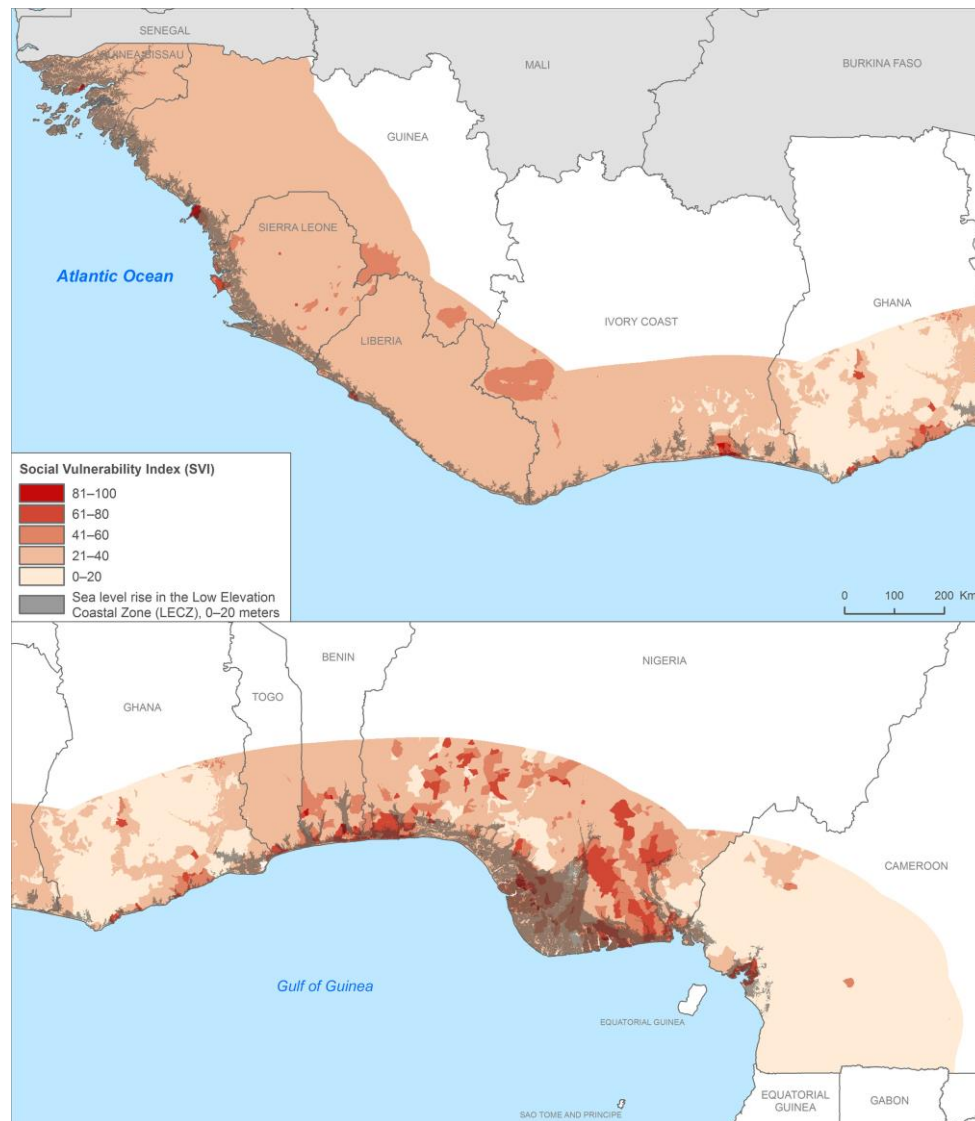 SENEGAL
GUINEA-BISSAU
MALI
BURKINA FASO
GUINEA
SIERRA LEONE
Atlantic Ocean
GHANA
IVORY COAST
LIBERIA
Social Vulnerability Index (SVI)
81–100
61–80
41–60
21–40
0–20
Sea level rise in the Low Elevation
Coastal Zone (LECZ), 0–20 meters
0 100 200 Km
BENIN
NIGERIA
TOGO
GHANA
CAMEROON
Gulf of Guinea
EQUATORIAL GUINEA
EQUATORIAL
GUINEA
GABON
SAO TOME AND PRINCIPE